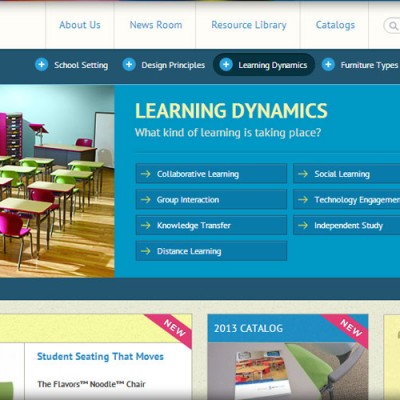 About Us News Room Resource Library Catalogs
School Setting Design Principles Learning Dynamics Furniture Types
LEARNING DYNAMICS
What kind of learning is taking place?
Collaborative Learning Social Learning
Group Interaction Technology Engagemen
Knowledge Transfer Independent Study
Distance Learning
NEW NEW
2013 CATALOG
Student Seating That Moves
The Flavors™ Noodle™ Chair